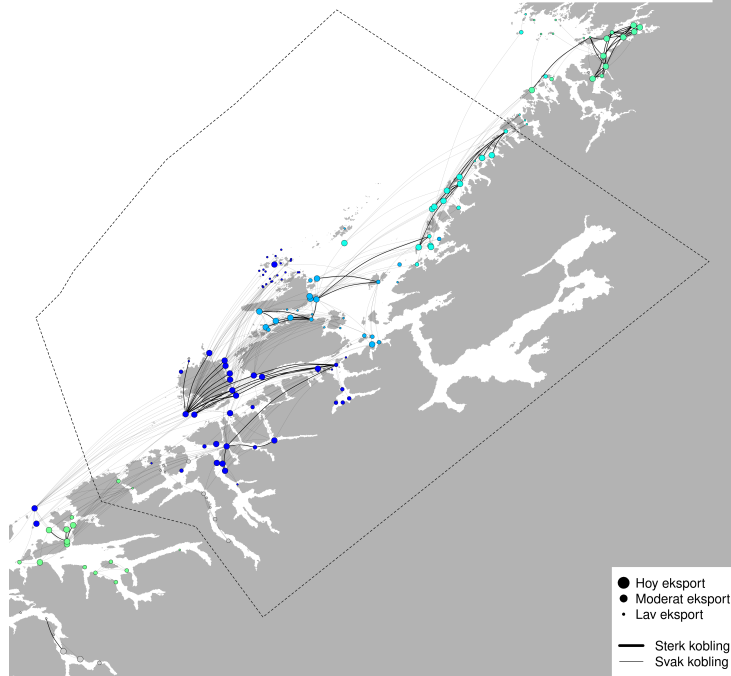 Hoy eksport
Moderat eksport
Lav eksport
Sterk kobling
Svak kobling